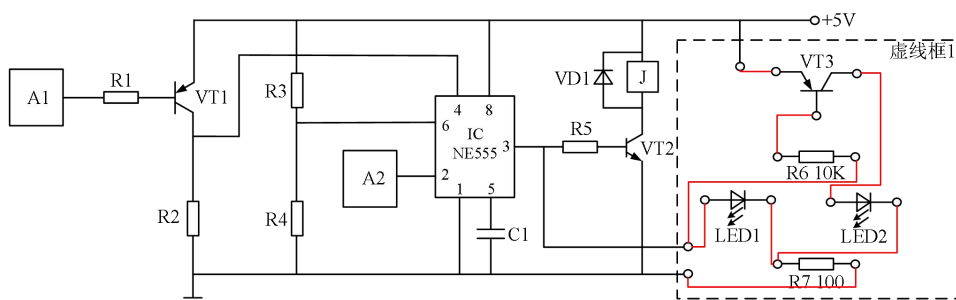 +5V
虚线框1
A1
R1
VT1
R3
VD1
J
VT3
4
8
6
IC
NE555
3
R5
VT2
A2
2
1
5
R6 10K
R2
R4
C1
LED1
LED2
R7 100